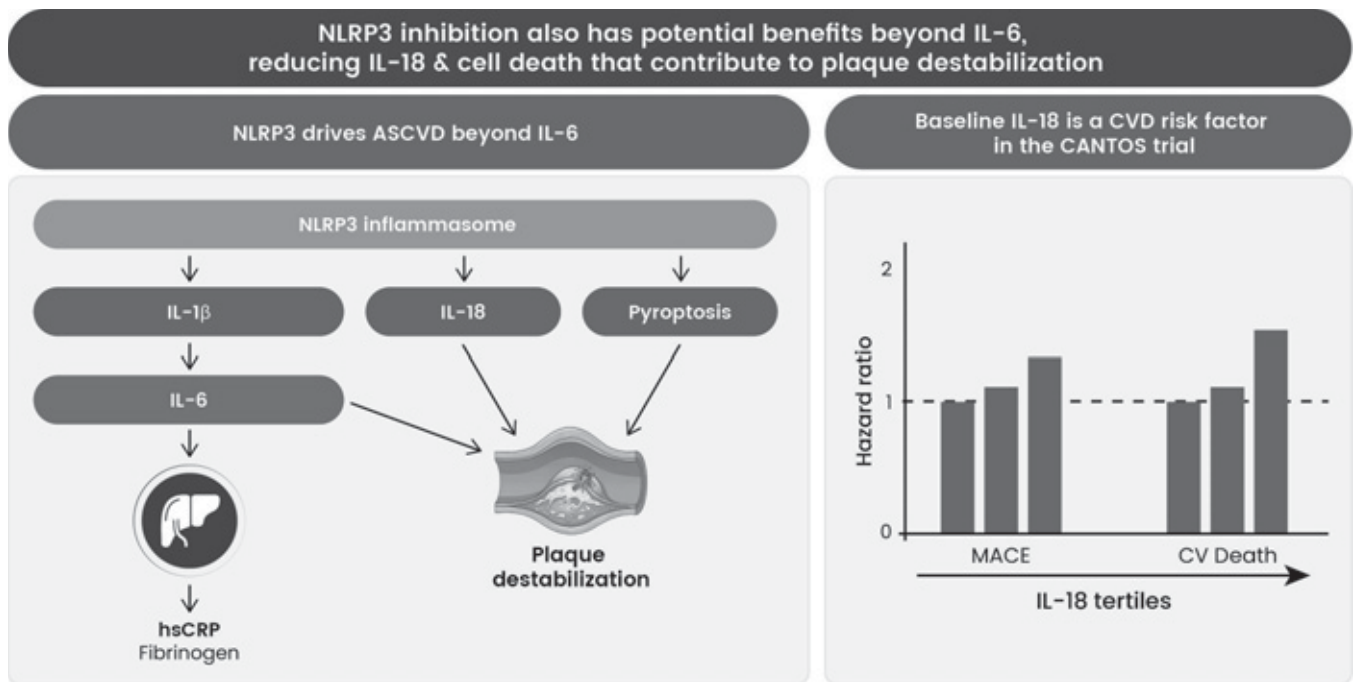 NLRP3 inhibition also has potential benefits beyond IL-6,
reducing IL-18 & cell death that contribute to plaque destabilization
NLRP3 drives ASCVD beyond IL-6
NLRP3 inflammasome
IL-1β
IL-18
Pyroptosis
IL-6
Plaque
destabilization
hsCRP
Fibrinogen
Baseline IL-18 is a CVD risk factor
in the CANTOS trial
Hazard ratio
2
1
0
MACE
CV Death
IL-18 tertiles